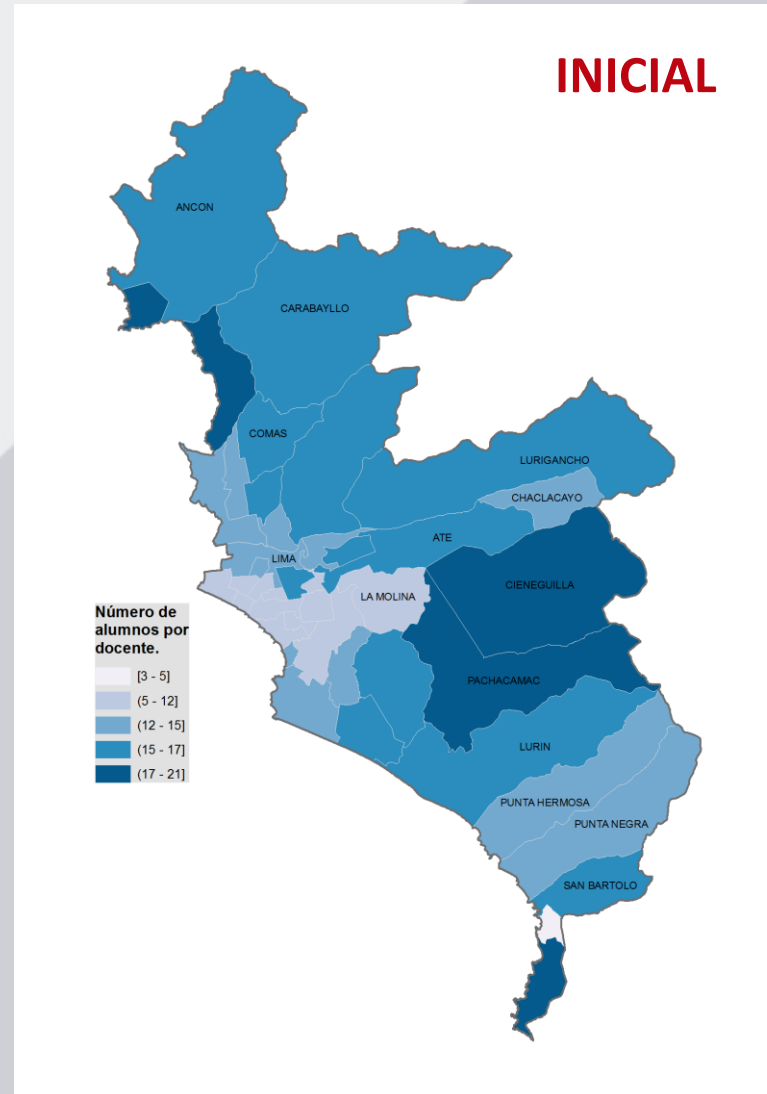 INICIAL
ANCON
CARABAYLLO
COMAS
LURIGANCHO
CHACLACAYO
ATE
LIMA
CIENEGUILLA
LA MOLINA
Número de
alumnos por
docente.
[3 - 5]
(5 - 12]
(12 - 15]
(15 - 17]
(17 - 21]
PACHACAMAC
LURIN
PUNTA HERMOSA
PUNTA NEGRA
SAN BARTOLO